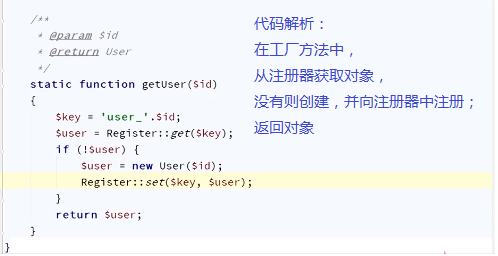 /**
 * @param $id
 * @return User
 */
static function getUser($id)
{
    $key = 'user_'.$id;
    $user = Register::get($key);
    if (!$user) {
        $user = new User($id);
        Register::set($key, $user);
    }
    return $user;
}
}
代码解析：
在工厂方法中，
从注册器获取对象，
没有则创建，并向注册器中注册；
返回对象